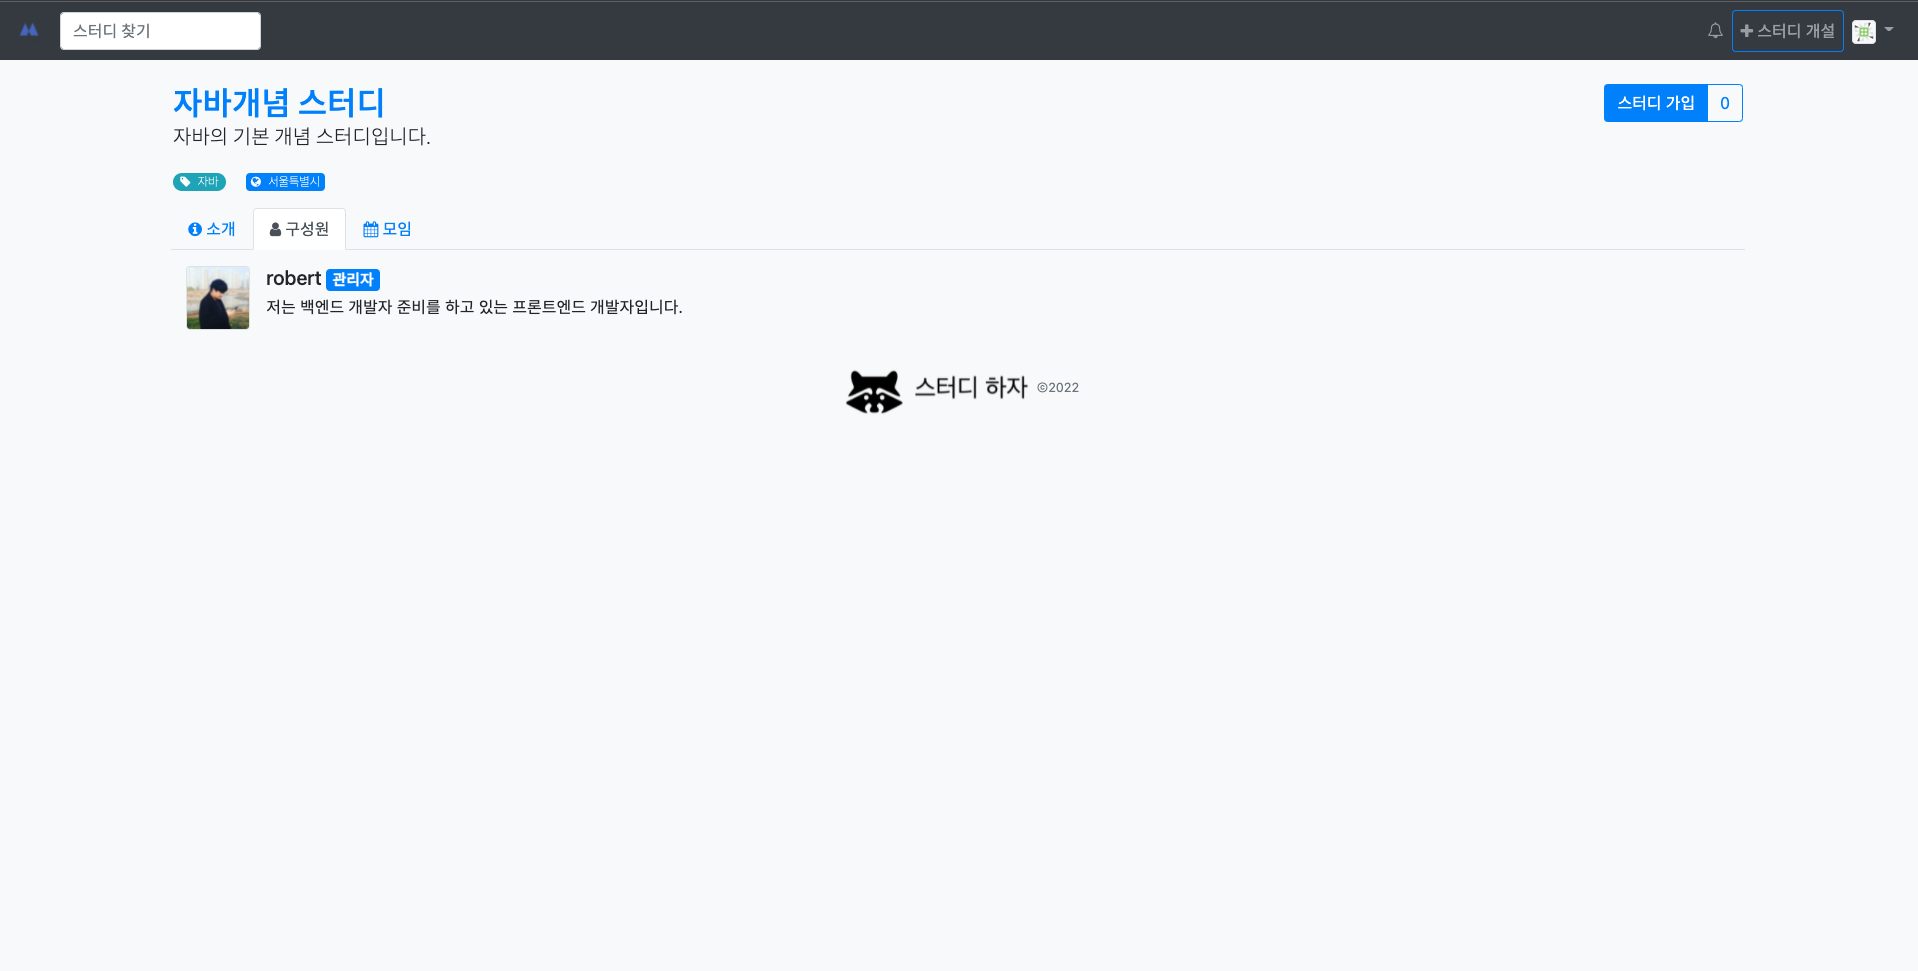 스터디 찾기
스터디 개설
자바개념 스터디
스터디 가입 0
자바의 기본 개념 스터디입니다.
자바 서울특별시
소개 구성원 모임
robert 관리자
저는 백엔드 개발자 준비를 하고 있는 프론트엔드 개발자입니다.
스터디 하자 ©2022